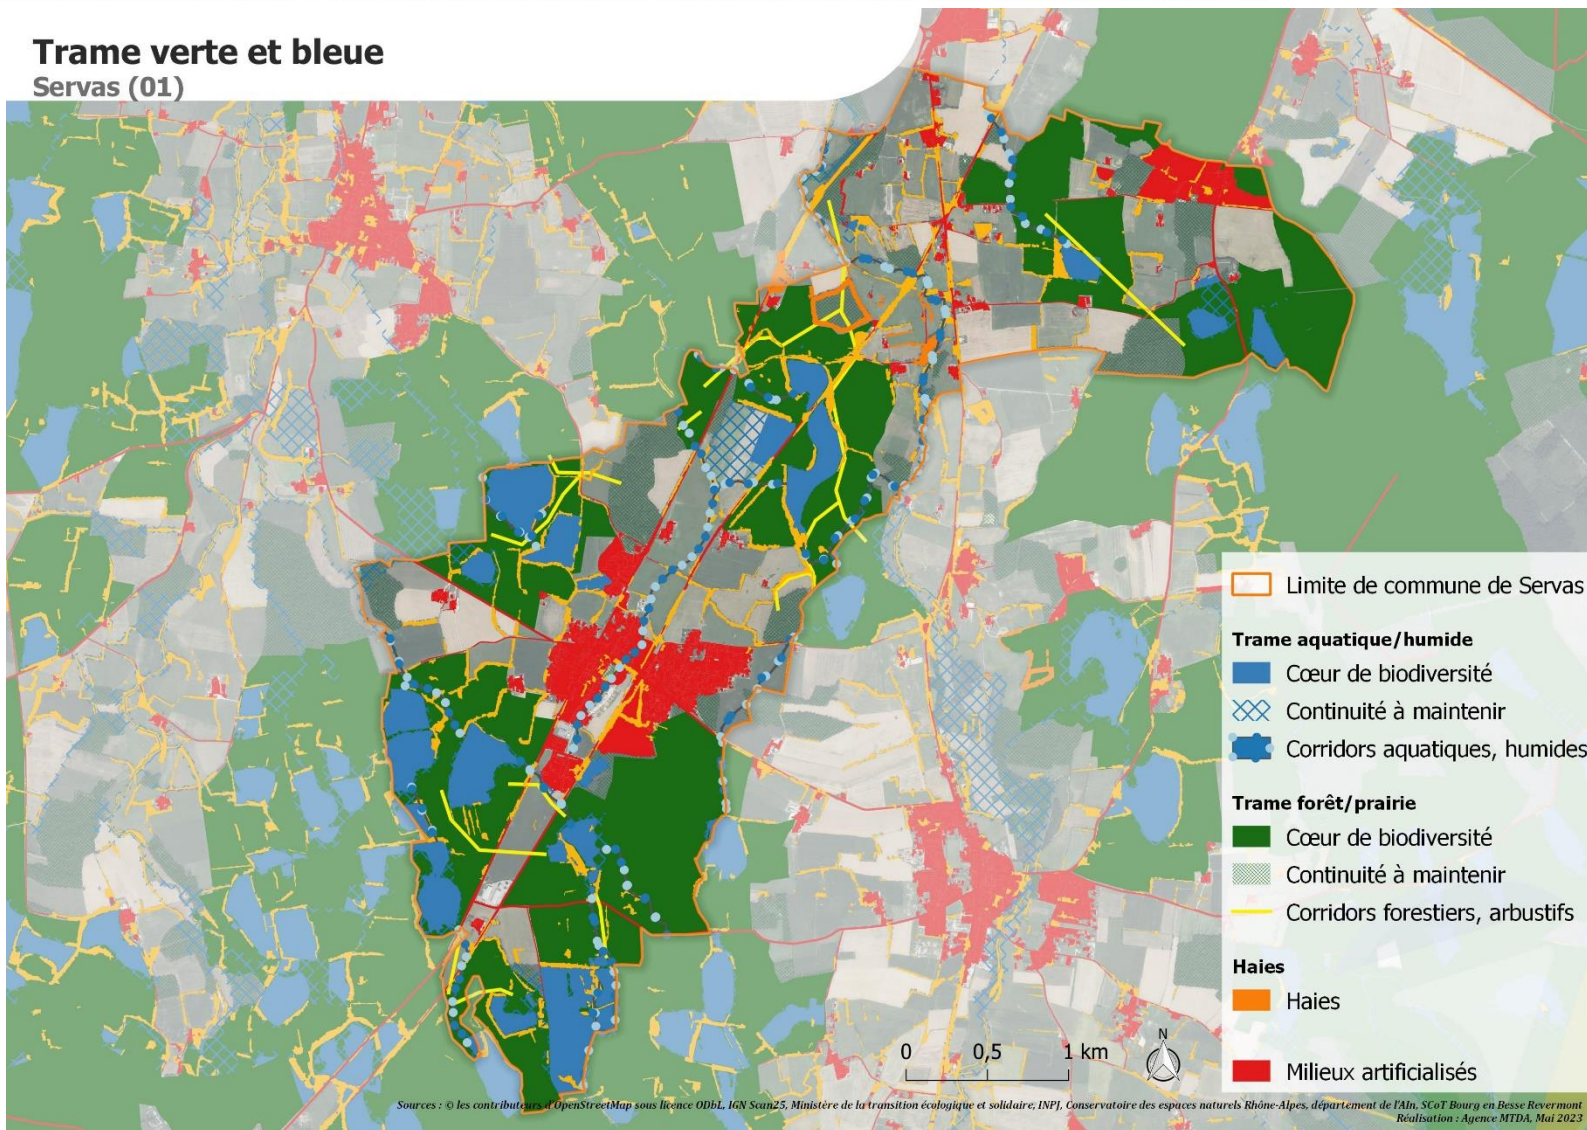 Trame verte et bleue
Servas (01)
Limite de commune de Servas
Trame aquatique/humide
Cœur de biodiversité
Continuité à maintenir
Corridors aquatiques, humides
Trame forêt/prairie
Cœur de biodiversité
Continuité à maintenir
Corridors forestiers, arbustifs
Haies
Haies
Milieux artificialisés
0 0,5 1 km
N
Sources : © les contributeurs d'OpenStreetMap sous licence ODbL, IGN Scan25, Ministère de la transition écologique et solidaire, INPJ, Conservatoire des espaces naturels Rhône-Alpes, département de l'Aln, SCoT Bourg en Besse Revermont
Réalisation : Agence MTDA, Mai 2023